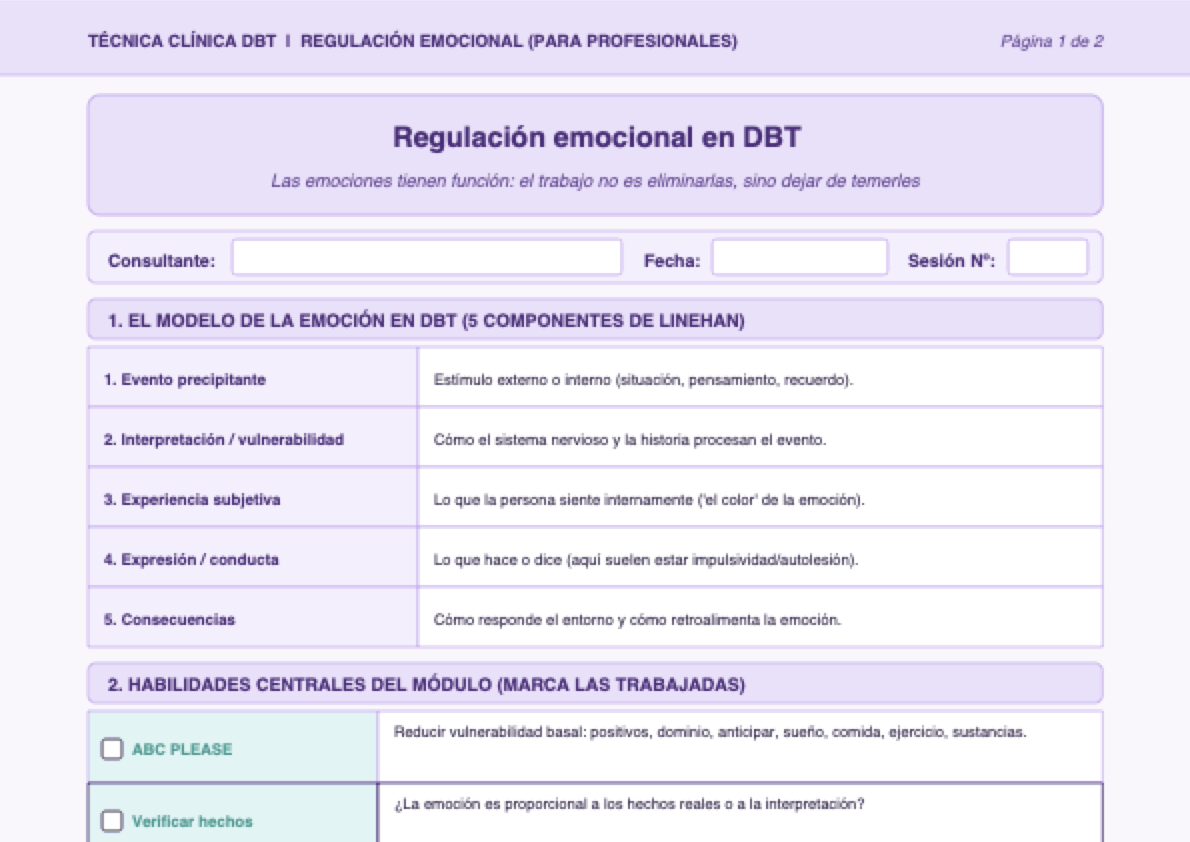 TÉCNICA CLÍNICA DBT | REGULACIÓN EMOCIONAL (PARA PROFESIONALES)
Página 1 de 2
Regulación emocional en DBT
Las emociones tienen función: el trabajo no es eliminarlas, sino dejar de temerles
Consultante: Fecha: Sesión Nº:
1. EL MODELO DE LA EMOCIÓN EN DBT (5 COMPONENTES DE LINEHAN)
1. Evento precipitante
Estímulo externo o interno (situación, pensamiento, recuerdo).
2. Interpretación / vulnerabilidad
Cómo el sistema nervioso y la historia procesan el evento.
3. Experiencia subjetiva
Lo que la persona siente internamente ('el color' de la emoción).
4. Expresión / conducta
Lo que hace o dice (aquí suelen estar impulsividad/autolesión).
5. Consecuencias
Cómo responde el entorno y cómo retroalimenta la emoción.
2. HABILIDADES CENTRALES DEL MÓDULO (MARCA LAS TRABAJADAS)
ABC PLEASE
Reducir vulnerabilidad basal: positivos, dominio, anticipar, sueño, comida, ejercicio, sustancias.
Verificar hechos
¿La emoción es proporcional a los hechos reales o a la interpretación?